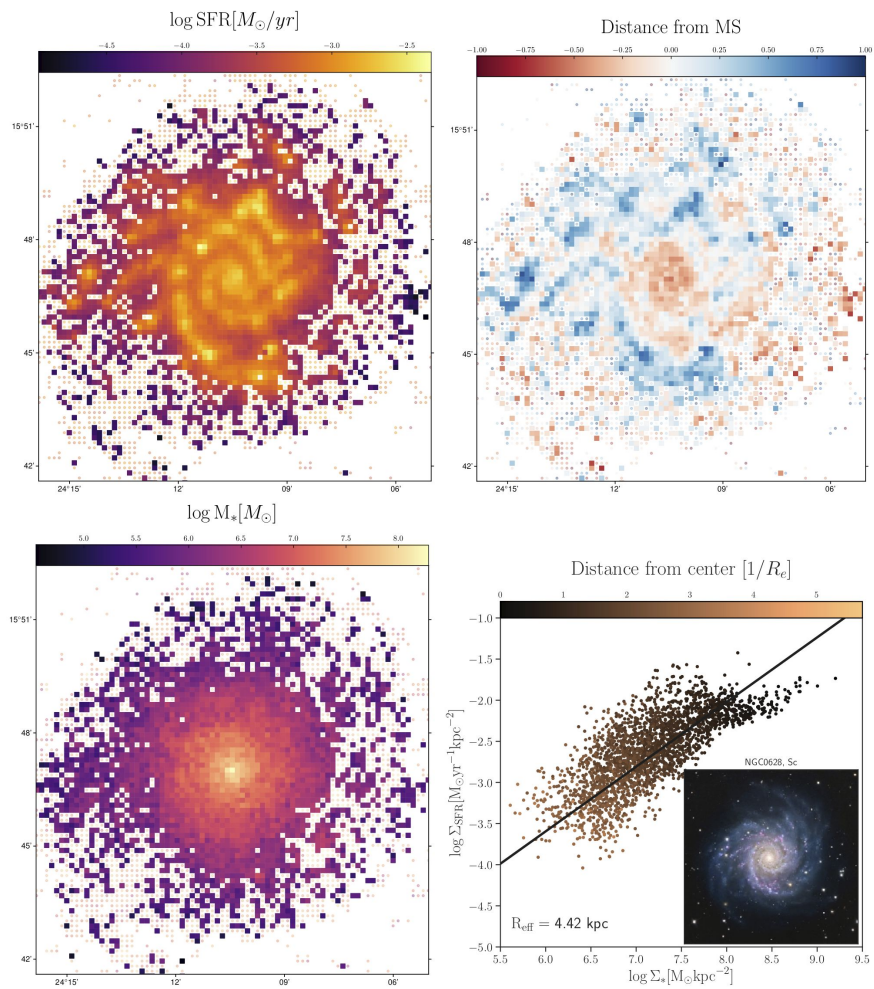 log SFR[M⊙/yr]
−4.5 −4.0 −3.5 −3.0 −2.5
15°51'
48'
45'
42'
24°15' 12' 09' 06'
Distance from MS
−1.00 −0.75 −0.50 −0.25 0.00 0.25 0.50 0.75 1.00
15°51'
48'
45'
42'
24°15' 12' 09' 06'
log M*[M⊙]
5.0 5.5 6.0 6.5 7.0 7.5 8.0
15°51'
48'
45'
42'
24°15' 12' 09' 06'
Distance from center [1/Re]
0 1 2 3 4 5
−1.0
−1.5
−2.0
−2.5
−3.0
−3.5
−4.0
−4.5
−5.0
log ΣSFR[M⊙yr⁻¹kpc⁻²]
NGC0628, Sc
Reff = 4.42 kpc
5.5 6.0 6.5 7.0 7.5 8.0 8.5 9.0 9.5
log Σ*[M⊙kpc⁻²]